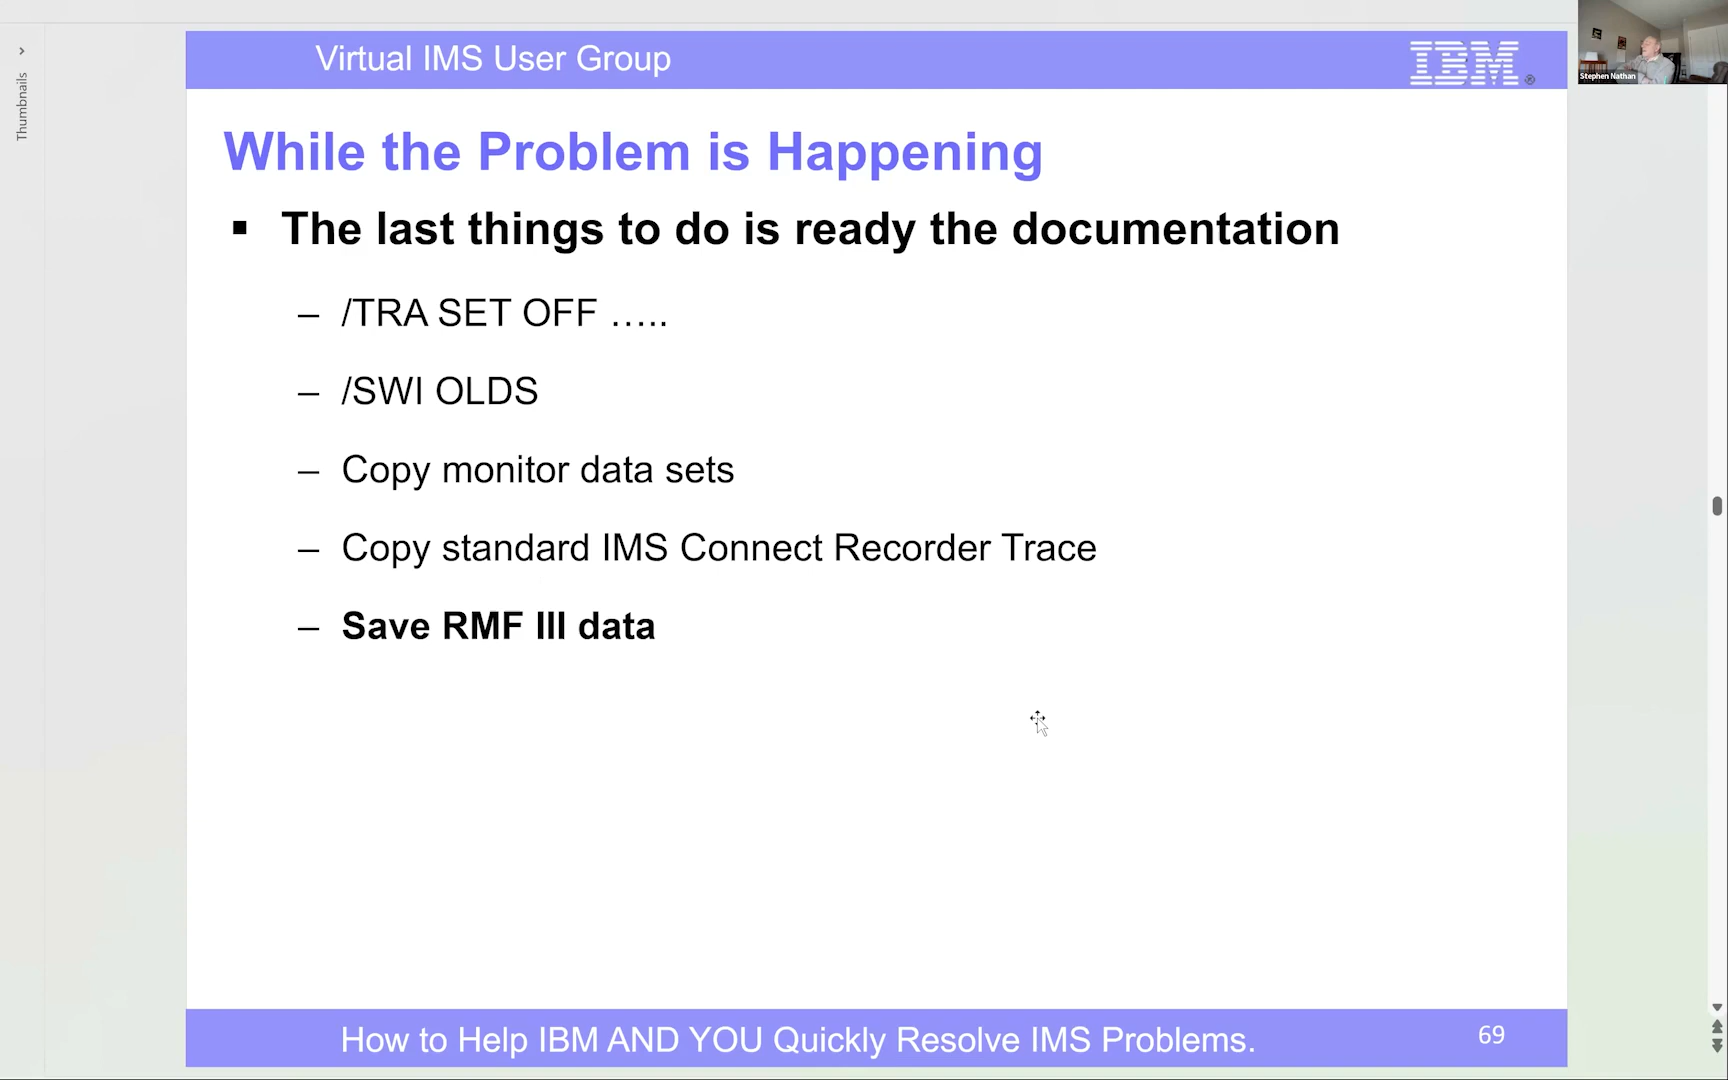 Virtual IMS User Group
IBM
®
Stephen Nathan
Thumbnails
While the Problem is Happening
▪ The last things to do is ready the documentation
– /TRA SET OFF …..
– /SWI OLDS
– Copy monitor data sets
– Copy standard IMS Connect Recorder Trace
– Save RMF III data
How to Help IBM AND YOU Quickly Resolve IMS Problems.
69